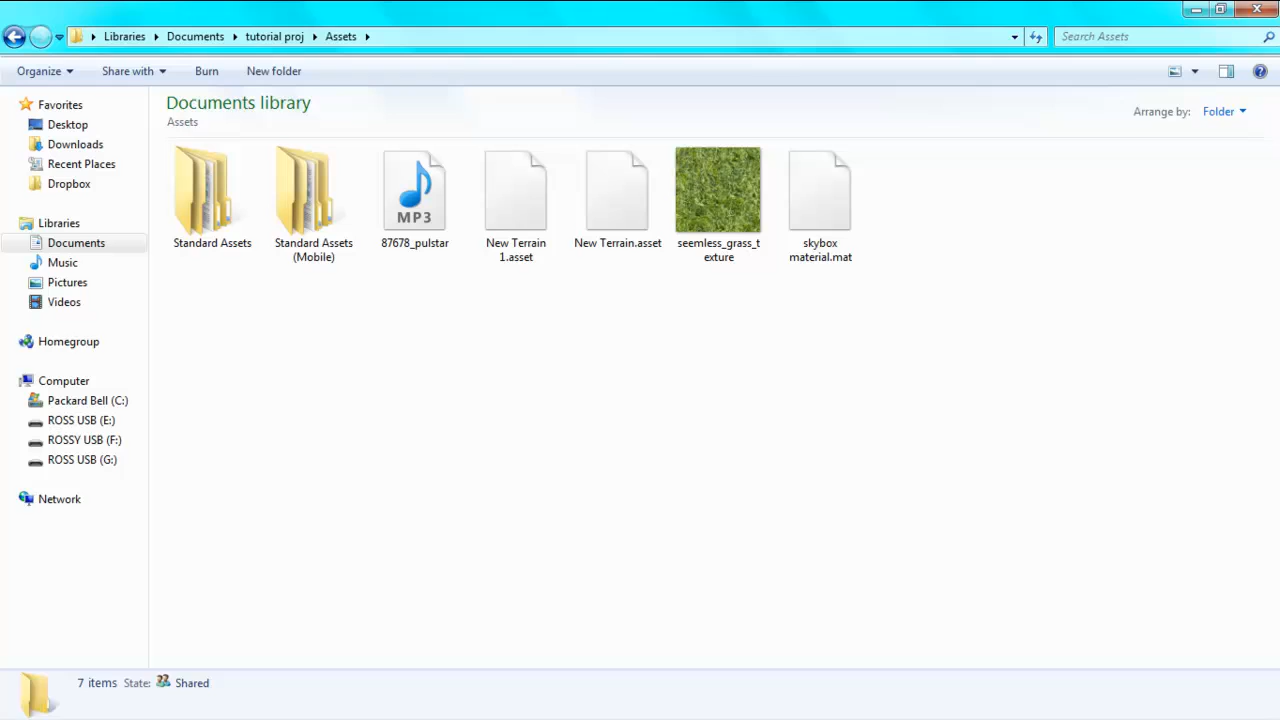 Libraries Documents tutorial proj Assets Search Assets
Organize Share with Burn New folder
Favorites
Desktop
Downloads
Recent Places
Dropbox
Libraries
Documents
Music
Pictures
Videos
Homegroup
Computer
Packard Bell (C:)
ROSS USB (E:)
ROSSY USB (F:)
ROSS USB (G:)
Network
Documents library
Assets
Arrange by: Folder
Standard Assets
Standard Assets
(Mobile)
MP3
87678_pulstar
New Terrain
1.asset
New Terrain.asset
seemless_grass_t
exture
skybox
material.mat
7 items State: Shared